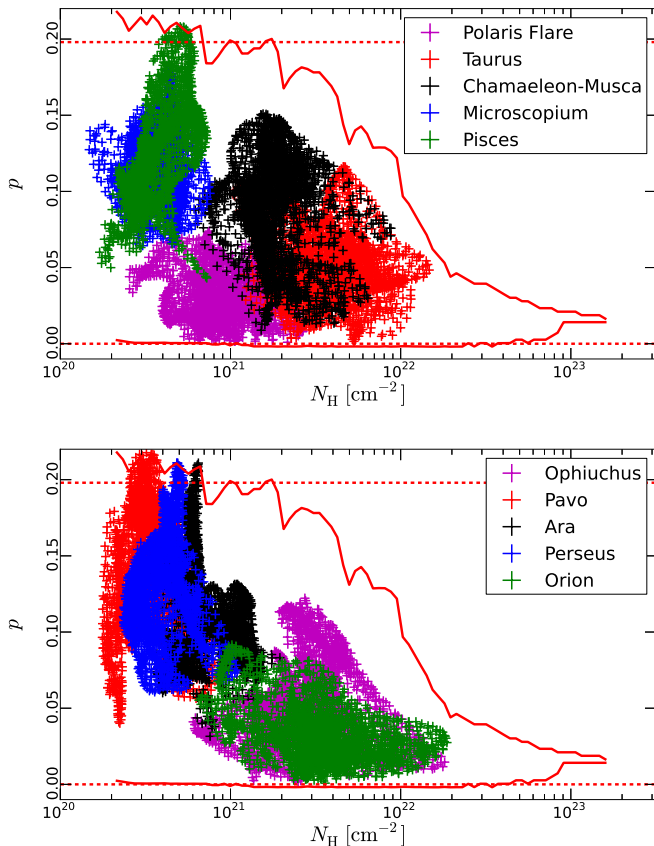 0.20
0.15
0.10
0.05
0.00
p
Polaris Flare
Taurus
Chamaeleon-Musca
Microscopium
Pisces
10^20 10^21 10^22 10^23
N_H [cm^−2]
0.20
0.15
0.10
0.05
0.00
p
Ophiuchus
Pavo
Ara
Perseus
Orion
10^20 10^21 10^22 10^23
N_H [cm^−2]